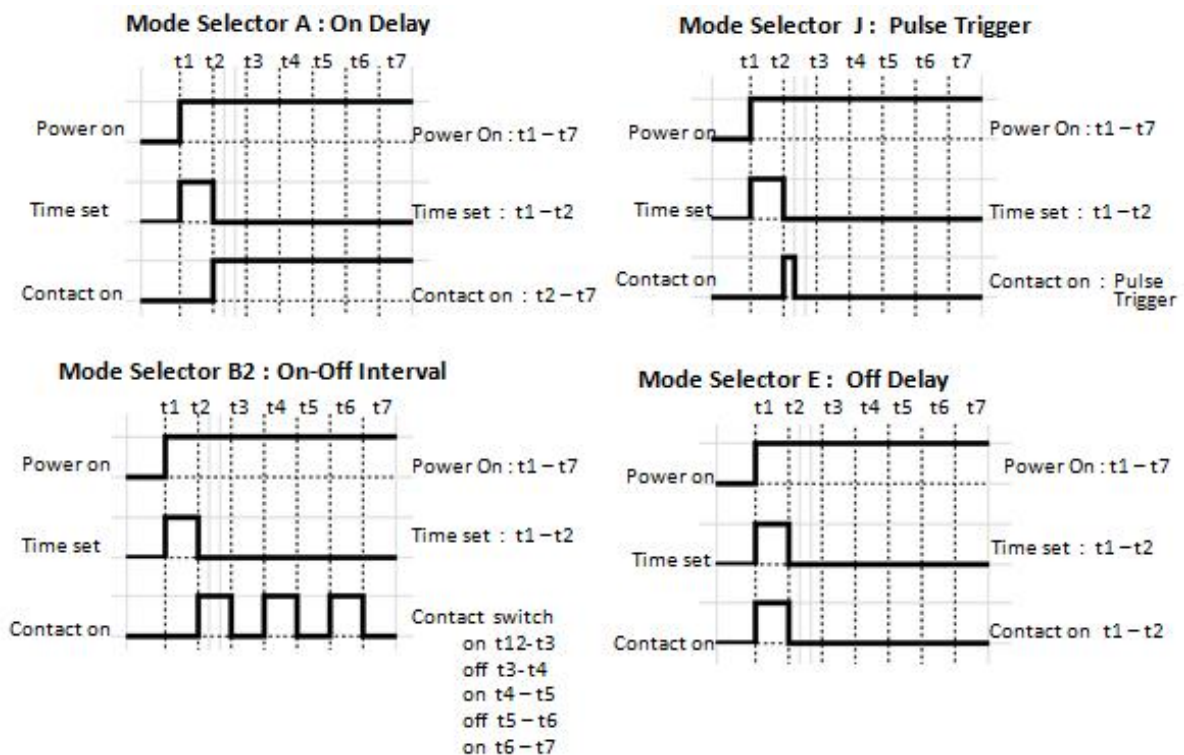 Mode Selector A : On Delay
t1 t2 t3 t4 t5 t6 t7
Power on
Power On : t1 – t7
Time set
Time set : t1 – t2
Contact on
Contact on : t2 – t7
Mode Selector J : Pulse Trigger
t1 t2 t3 t4 t5 t6 t7
Power on
Power On : t1 – t7
Time set
Time set : t1 – t2
Contact on
Contact on : Pulse
Trigger
Mode Selector B2 : On-Off Interval
t1 t2 t3 t4 t5 t6 t7
Power on
Power On : t1 – t7
Time set
Time set : t1 – t2
Contact on
Contact switch
on t12-t3
off t3-t4
on t4 – t5
off t5 – t6
on t6 – t7
Mode Selector E : Off Delay
t1 t2 t3 t4 t5 t6 t7
Power on
Power On : t1 – t7
Time set
Time set : t1 – t2
Contact on
Contact on t1 – t2